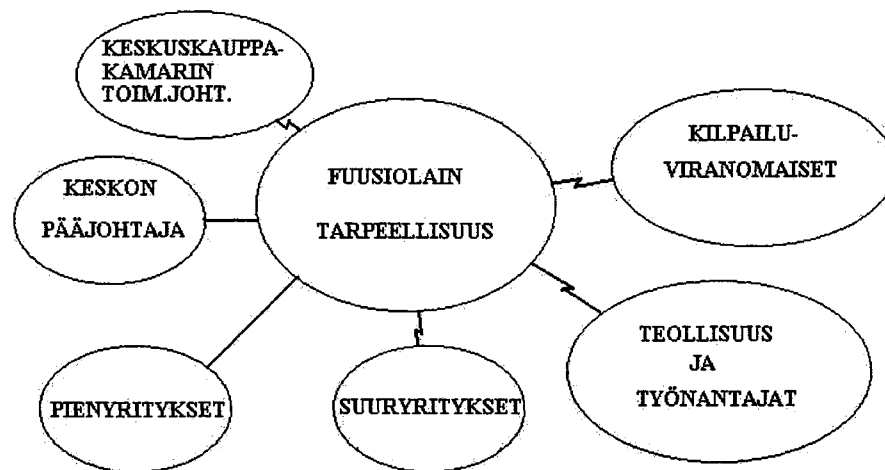 KESKUSKAUPPA-
KAMARIN
TOIM.JOHT.
FUUSIOLAIN
TARPEELLISUUS
KILPAILU-
VIRANOMAISET
KESKON
PÄÄJOHTAJA
TEOLLISUUS
JA
TYÖNANTAJAT
PIENYRITYKSET
SUURYRITYKSET